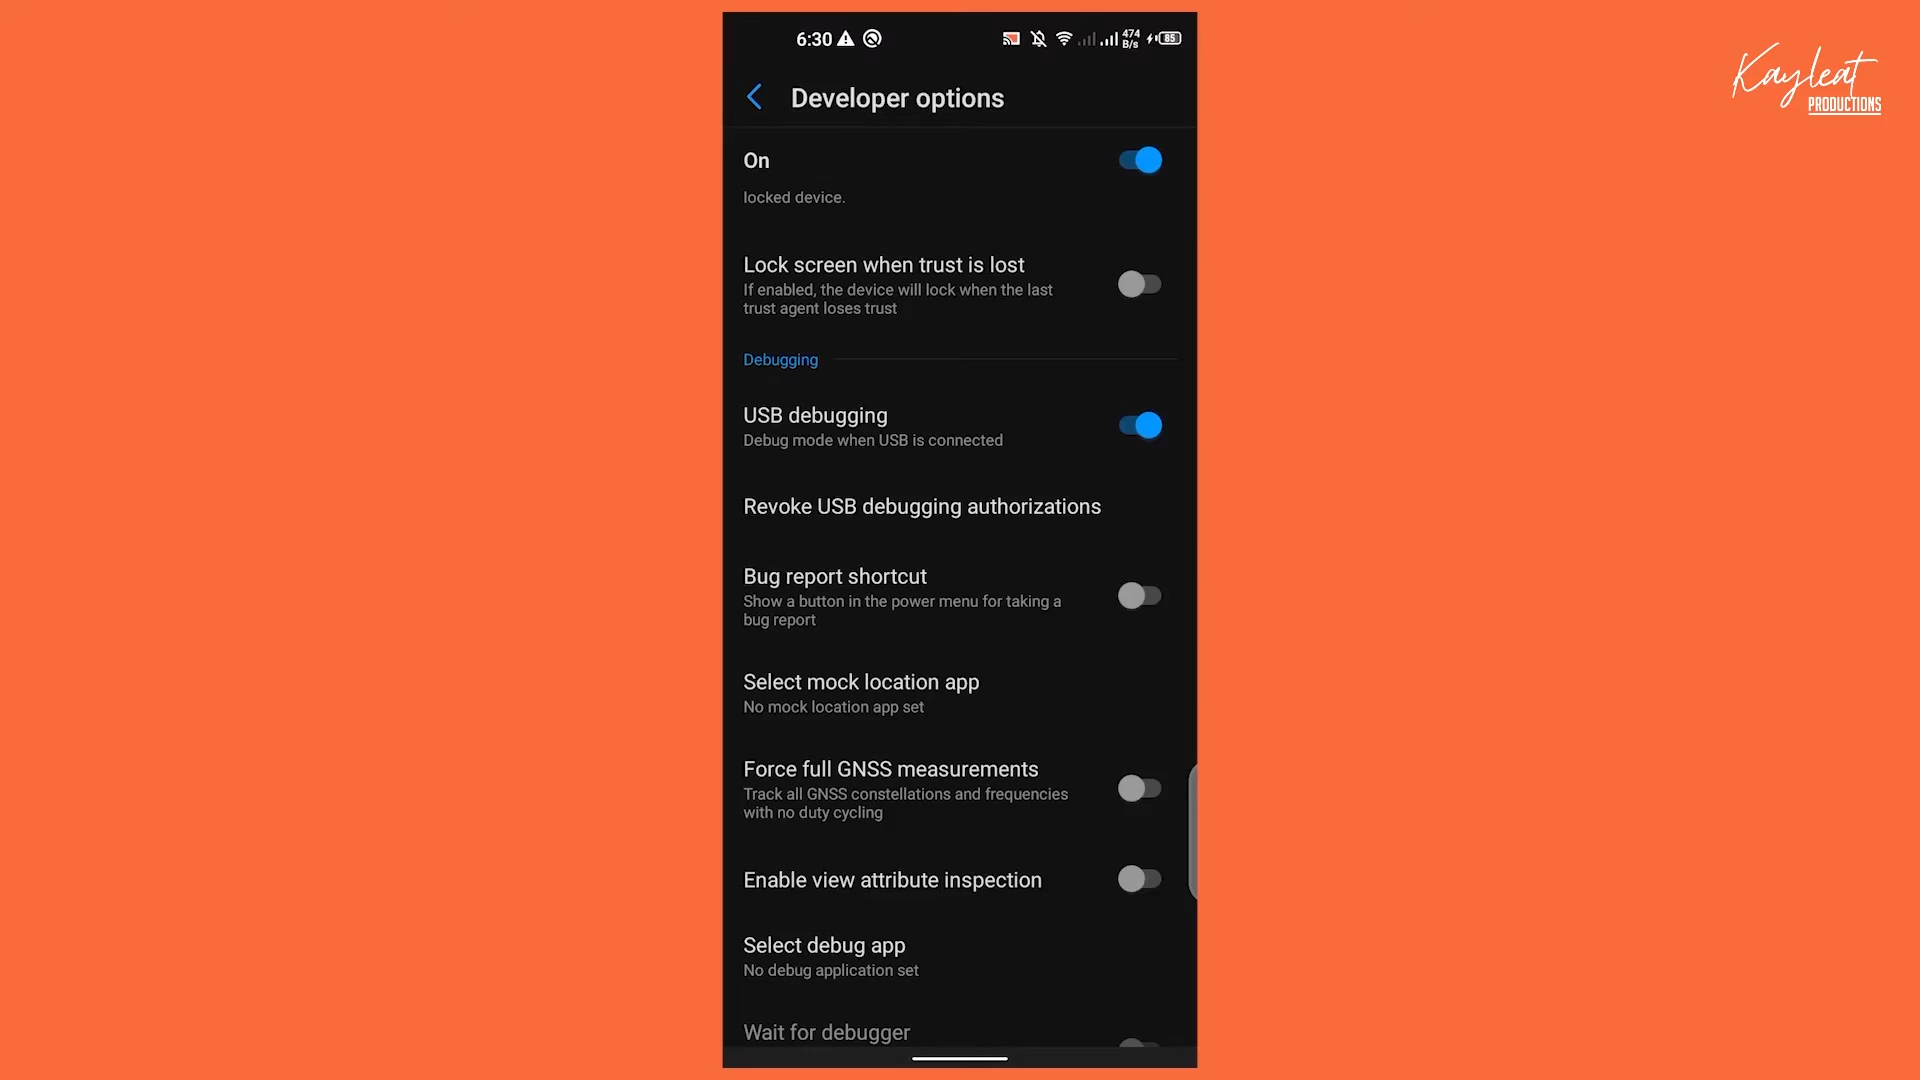 6:30
474
B/s
85
Kayleat
PRODUCTIONS
Developer options
On
locked device.
Lock screen when trust is lost
If enabled, the device will lock when the last
trust agent loses trust
Debugging
USB debugging
Debug mode when USB is connected
Revoke USB debugging authorizations
Bug report shortcut
Show a button in the power menu for taking a
bug report
Select mock location app
No mock location app set
Force full GNSS measurements
Track all GNSS constellations and frequencies
with no duty cycling
Enable view attribute inspection
Select debug app
No debug application set
Wait for debugger